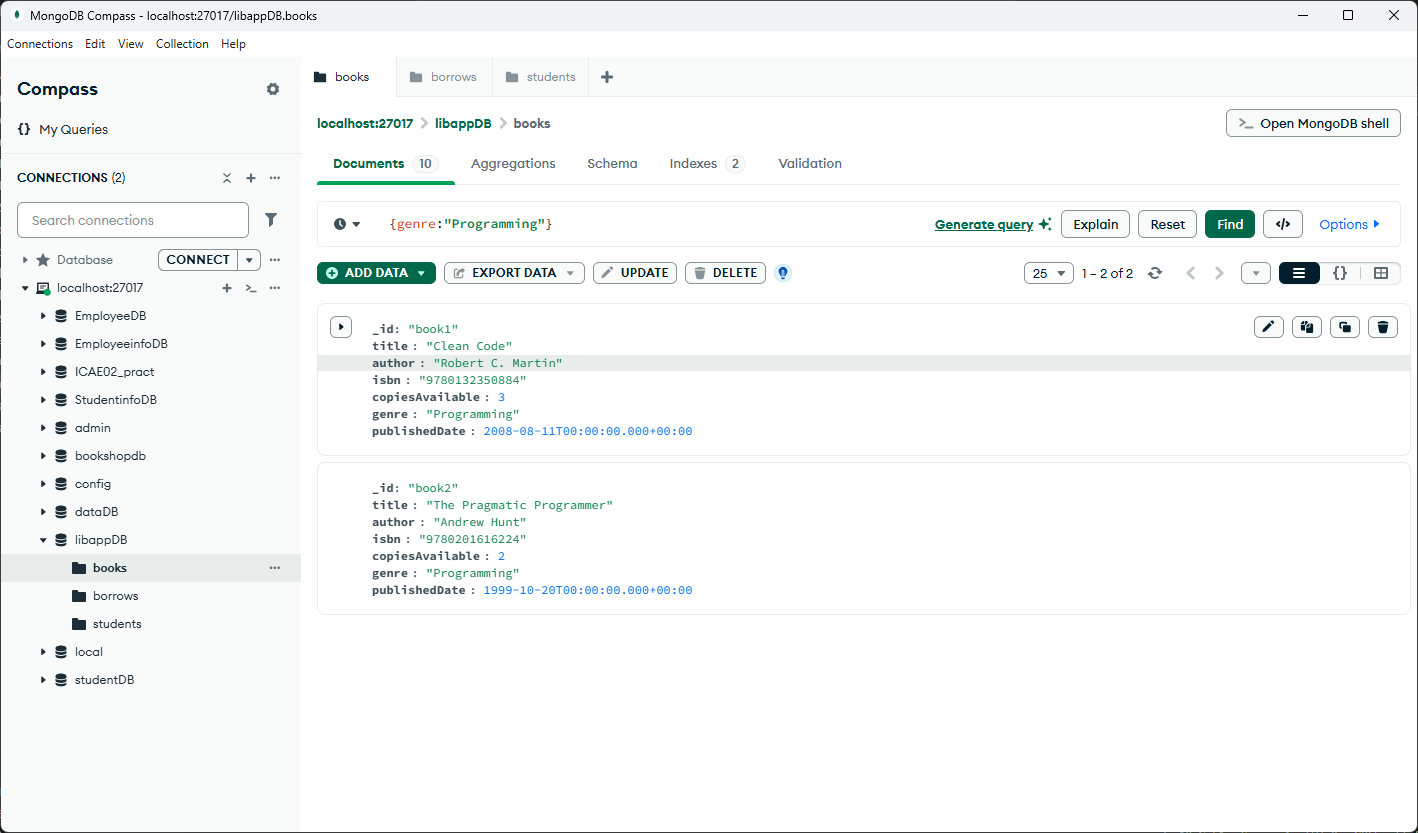 MongoDB Compass - localhost:27017/libappDB.books
Connections Edit View Collection Help
Compass
{} My Queries
CONNECTIONS (2)
Search connections
Database CONNECT
localhost:27017
EmployeeDB
EmployeeinfoDB
ICAE02_pract
StudentinfoDB
admin
bookshopdb
config
dataDB
libappDB
books
borrows
students
local
studentDB
books borrows students
localhost:27017 libappDB books
>_ Open MongoDB shell
Documents 10 Aggregations Schema Indexes 2 Validation
{genre:"Programming"} Generate query Explain Reset Find </> Options
ADD DATA EXPORT DATA UPDATE DELETE 25 1 – 2 of 2 {}
_id: "book1"
title : "Clean Code"
author : "Robert C. Martin"
isbn : "9780132350884"
copiesAvailable : 3
genre : "Programming"
publishedDate : 2008-08-11T00:00:00.000+00:00
_id: "book2"
title : "The Pragmatic Programmer"
author : "Andrew Hunt"
isbn : "9780201616224"
copiesAvailable : 2
genre : "Programming"
publishedDate : 1999-10-20T00:00:00.000+00:00